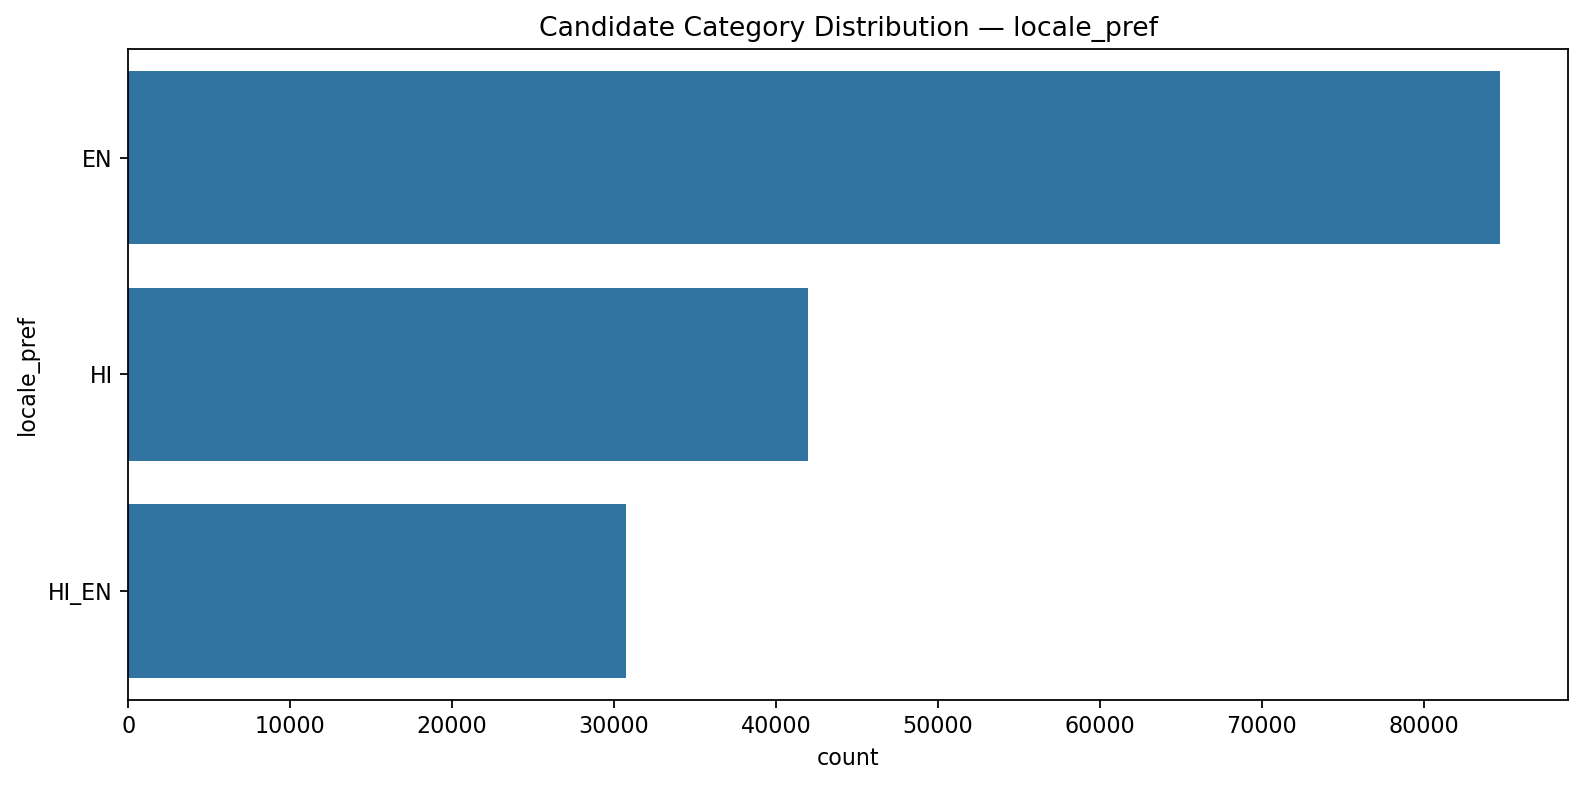 Candidate Category Distribution — locale_pref
locale_pref
EN
HI
HI_EN
0 10000 20000 30000 40000 50000 60000 70000 80000
count